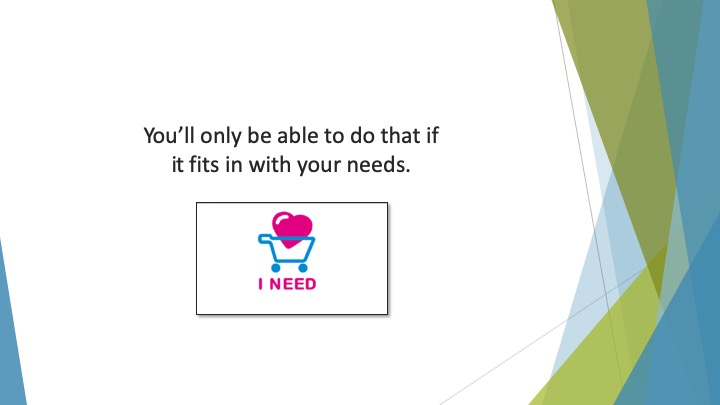 You’ll only be able to do that if
it fits in with your needs.
I NEED